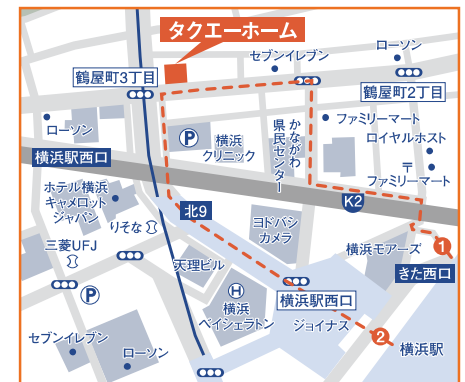 タクエーホーム
セブンイレブン
ローソン
鶴屋町3丁目
鶴屋町2丁目
ローソン
P
横浜
クリニック
かながわ
県民センター
ファミリーマート
ロイヤルホスト
〒
ファミリーマート
横浜駅西口
K2
ホテル横浜
キャメロット
ジャパン
北9
りそな
ヨドバシ
カメラ
横浜モアーズ
1
きた西口
三菱UFJ
天理ビル
P
H
横浜
ベイシェラトン
横浜駅西口
ジョイナス
2
横浜駅
セブンイレブン
ローソン